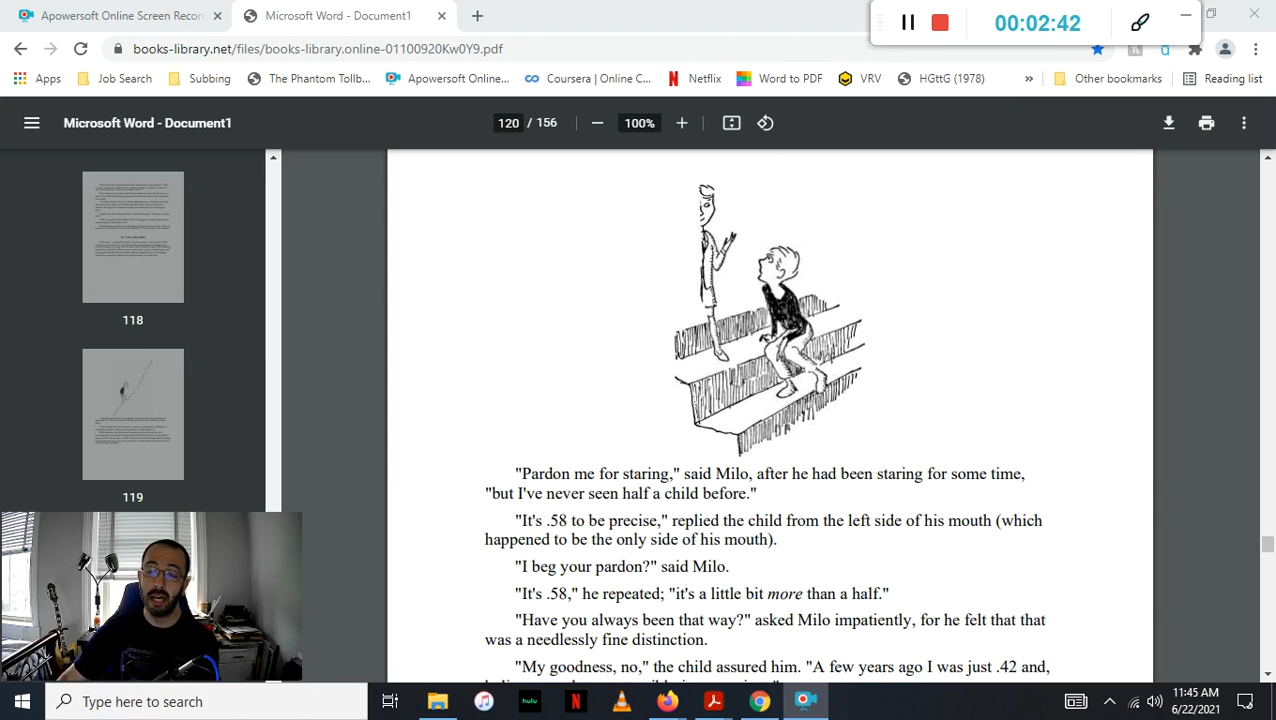 Apowersoft Online Screen Recor
Microsoft Word - Document1
00:02:42
books-library.net/files/books-library.online-01100920Kw0Y9.pdf
Apps
Job Search
Subbing
The Phantom Tollb...
Apowersoft Online...
Coursera | Online C...
Netflix
Word to PDF
VRV
HGttG (1978)
»
Other bookmarks
Reading list
Microsoft Word - Document1
120 / 156
100%
118
119
"Pardon me for staring," said Milo, after he had been staring for some time,
"but I've never seen half a child before."
"It's .58 to be precise," replied the child from the left side of his mouth (which
happened to be the only side of his mouth).
"I beg your pardon?" said Milo.
"It's .58," he repeated; "it's a little bit more than a half."
"Have you always been that way?" asked Milo impatiently, for he felt that that
was a needlessly fine distinction.
"My goodness, no," the child assured him. "A few years ago I was just .42 and,
Type here to search
hulu
11:45 AM
6/22/2021